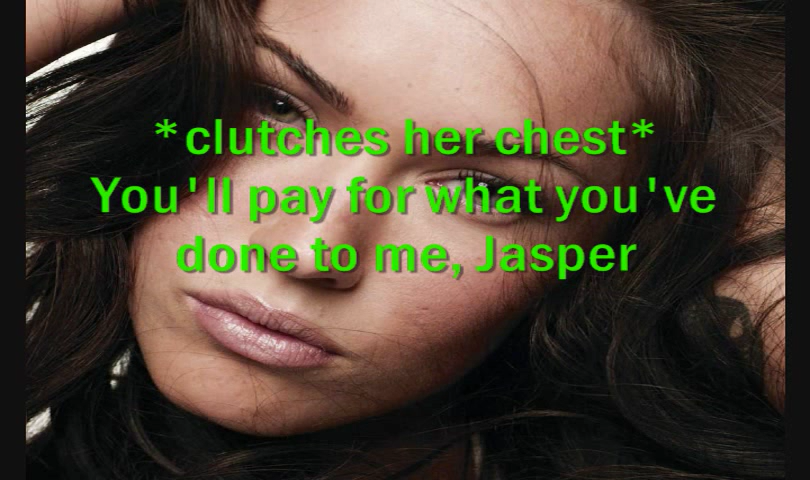 *clutches her chest*
You'll pay for what you've
done to me, Jasper